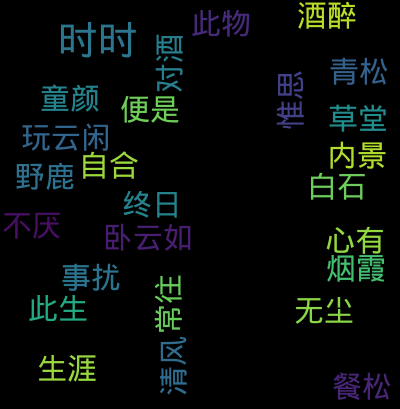 酒醉
此物
时时
对酒
青松
惟思
童颜
便是
草堂
玩云闲
自合
内景
野鹿
白石
终日
不厌
卧云如
心有
烟霞
事扰
常往
此生
无尘
生涯
清风
餐松